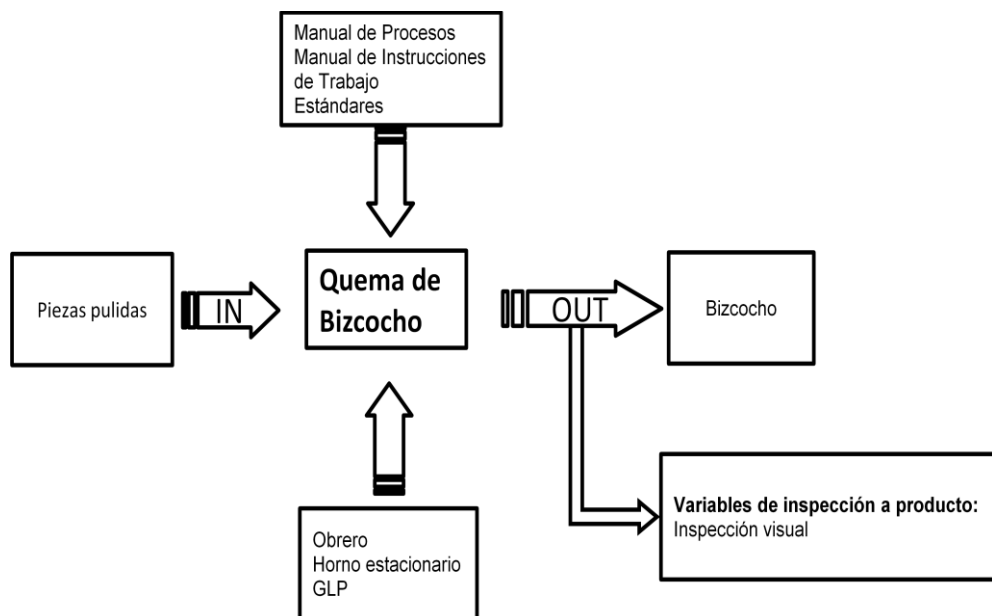 Manual de Procesos
Manual de Instrucciones
de Trabajo
Estándares
Piezas pulidas
IN
Quema de
Bizcocho
OUT
Bizcocho
Obrero
Horno estacionario
GLP
Variables de inspección a producto:
Inspección visual